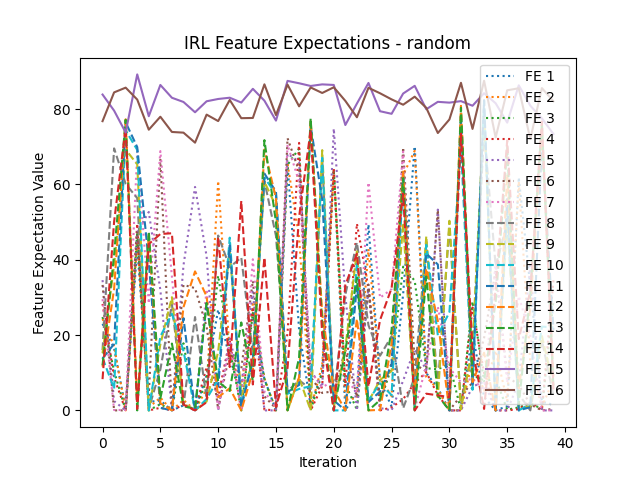 IRL Feature Expectations - random
Feature Expectation Value
80
60
40
20
0
0 5 10 15 20 25 30 35 40
Iteration
FE 1
FE 2
FE 3
FE 4
FE 5
FE 6
FE 7
FE 8
FE 9
FE 10
FE 11
FE 12
FE 13
FE 14
FE 15
FE 16